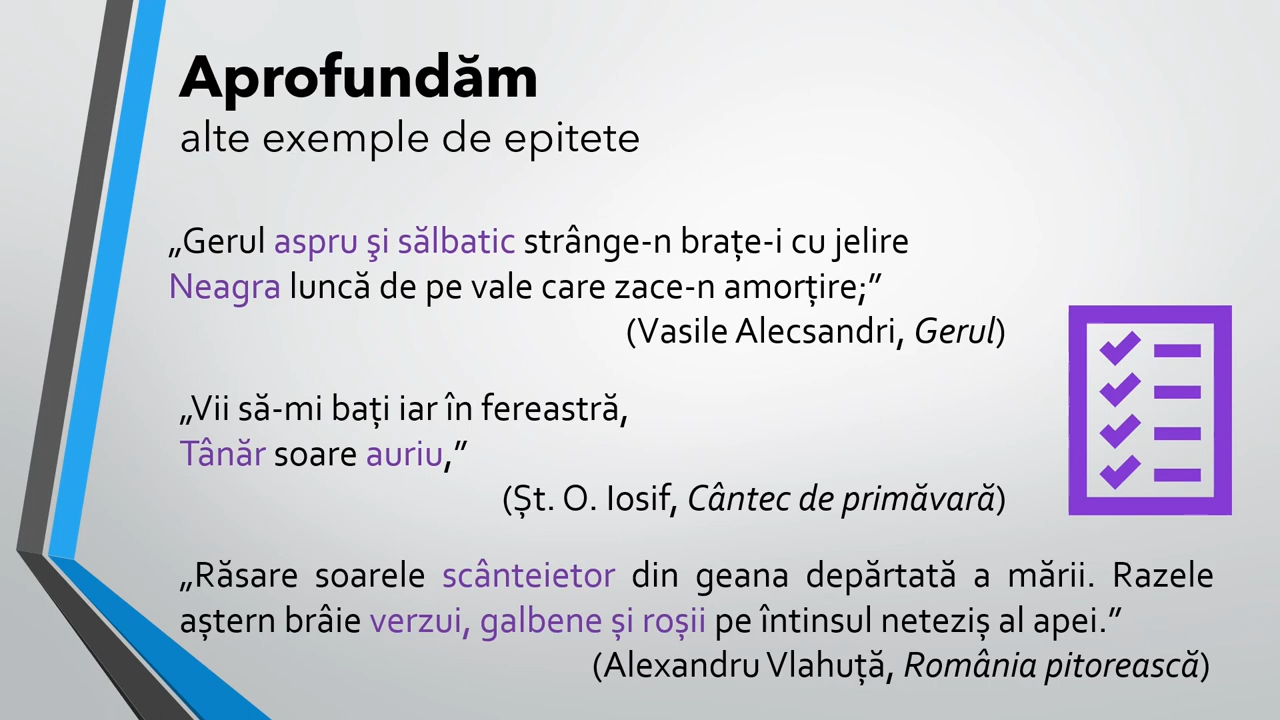 Aprofundăm
alte exemple de epitete
„Gerul aspru şi sălbatic strânge-n brațe-i cu jelire
Neagra luncă de pe vale care zace-n amorțire;”
(Vasile Alecsandri, Gerul)
„Vii să-mi bați iar în fereastră,
Tânăr soare auriu,”
(Șt. O. Iosif, Cântec de primăvară)
„Răsare soarele scânteietor din geana depărtată a mării. Razele
aștern brâie verzui, galbene și roșii pe întinsul neteziș al apei.”
(Alexandru Vlahuță, România pitorească)